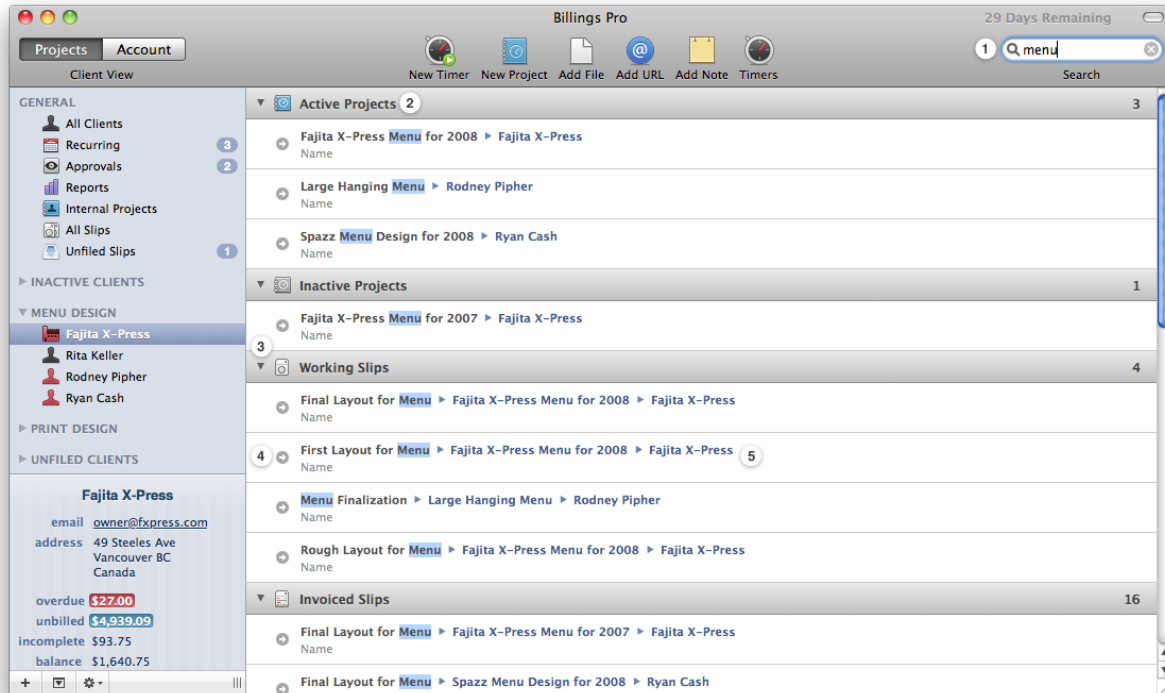 Billings Pro
29 Days Remaining
Projects Account
Client View
New Timer New Project Add File Add URL Add Note Timers
1 menu
Search
GENERAL
All Clients
Recurring 3
Approvals 2
Reports
Internal Projects
All Slips
Unfiled Slips 1
INACTIVE CLIENTS
MENU DESIGN
Fajita X-Press
Rita Keller
Rodney Pipher
Ryan Cash
PRINT DESIGN
UNFILED CLIENTS
Fajita X-Press
email owner@fxpress.com
address 49 Steeles Ave
Vancouver BC
Canada
overdue $27.00
unbilled $4,939.09
incomplete $93.75
balance $1,640.75
Active Projects 2 3
Fajita X-Press Menu for 2008 ▸ Fajita X-Press
Name
Large Hanging Menu ▸ Rodney Pipher
Name
Spazz Menu Design for 2008 ▸ Ryan Cash
Name
Inactive Projects 1
Fajita X-Press Menu for 2007 ▸ Fajita X-Press
Name
3
Working Slips 4
Final Layout for Menu ▸ Fajita X-Press Menu for 2008 ▸ Fajita X-Press
Name
4 First Layout for Menu ▸ Fajita X-Press Menu for 2008 ▸ Fajita X-Press 5
Name
Menu Finalization ▸ Large Hanging Menu ▸ Rodney Pipher
Name
Rough Layout for Menu ▸ Fajita X-Press Menu for 2008 ▸ Fajita X-Press
Name
Invoiced Slips 16
Final Layout for Menu ▸ Fajita X-Press Menu for 2007 ▸ Fajita X-Press
Name
Final Layout for Menu ▸ Spazz Menu Design for 2008 ▸ Ryan Cash